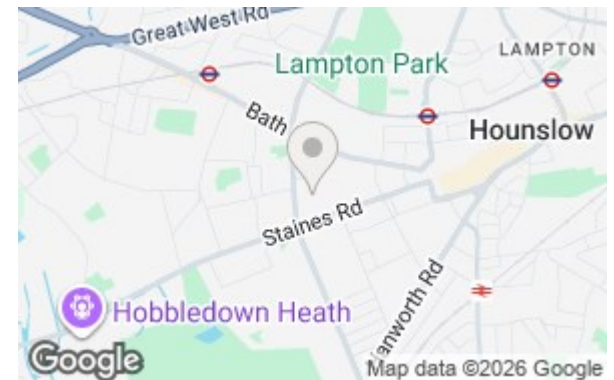 Great West Rd
Lampton Park
LAMPTON
Bath
Hounslow
Staines Rd
Hobbledown Heath
anworth Rd
Google
Map data ©2026 Google